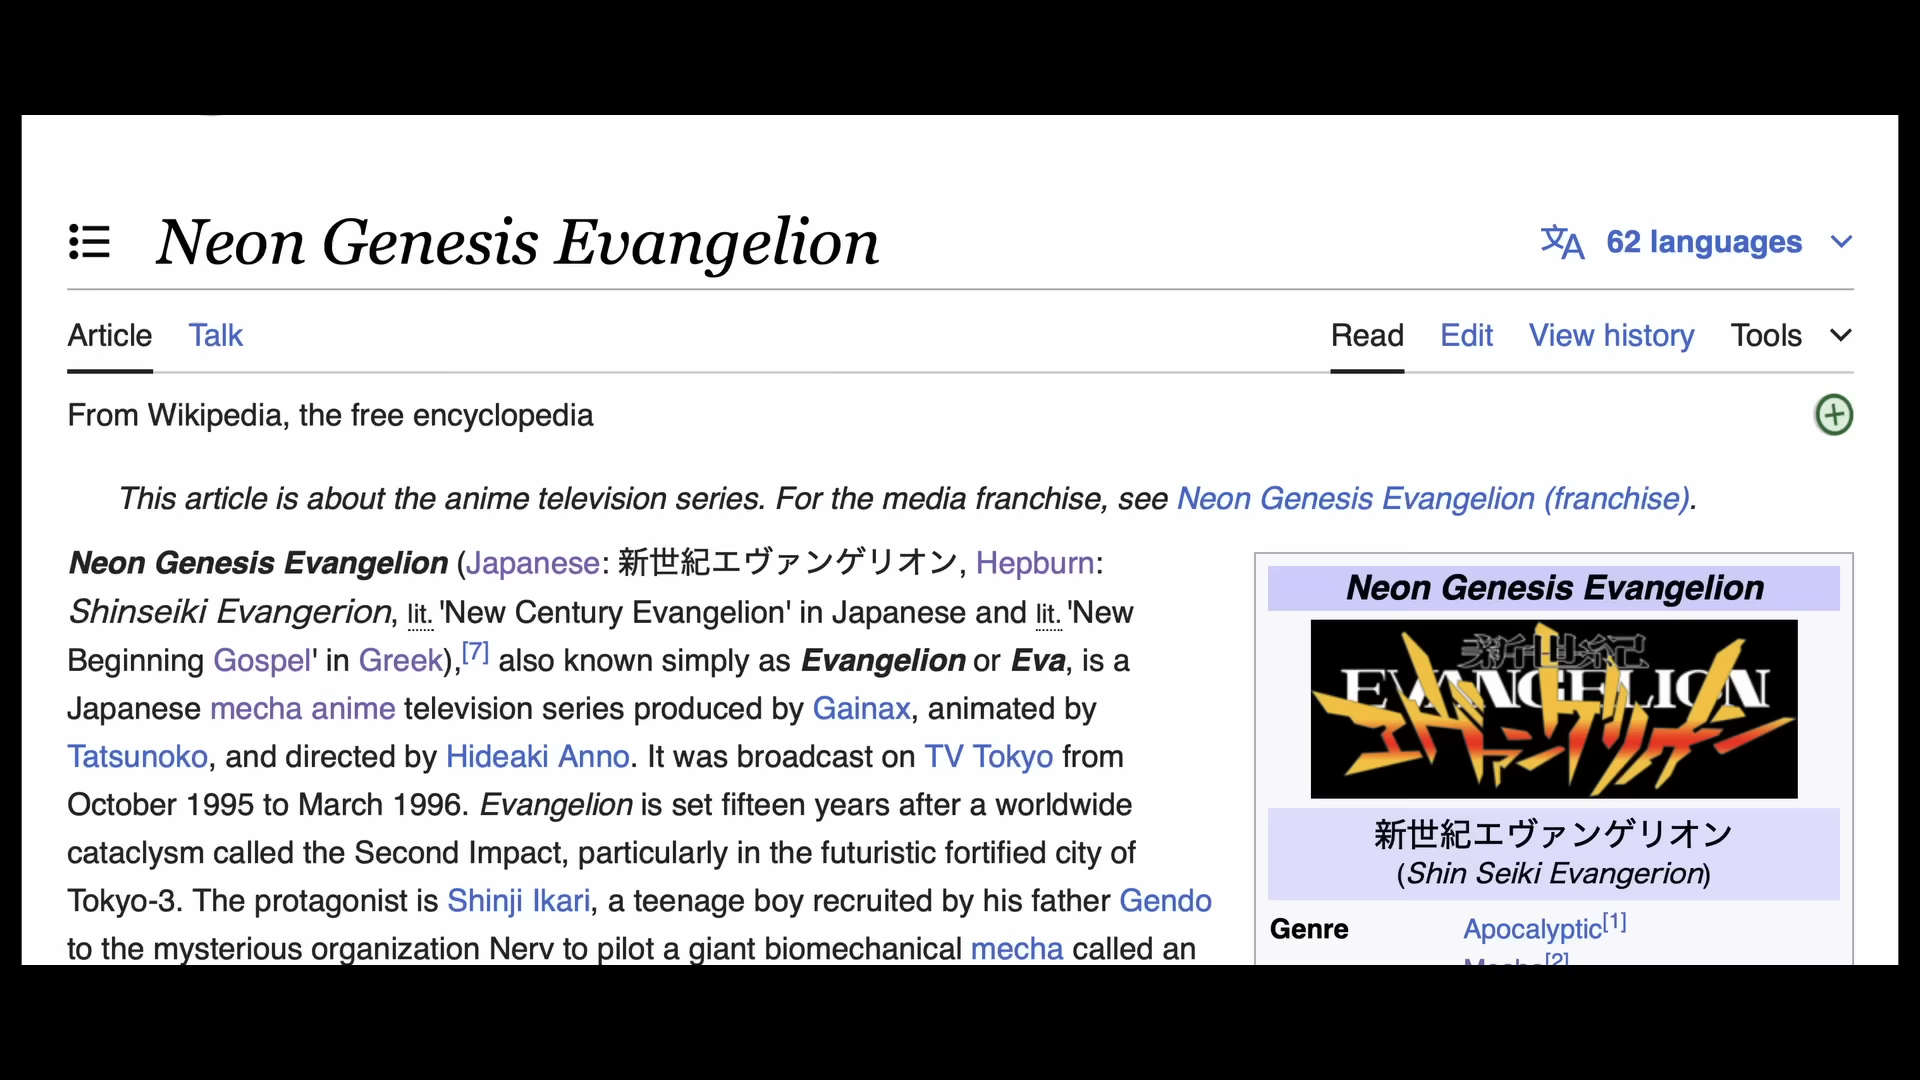 Neon Genesis Evangelion
62 languages
Article Talk
Read Edit View history Tools
From Wikipedia, the free encyclopedia
This article is about the anime television series. For the media franchise, see Neon Genesis Evangelion (franchise).
Neon Genesis Evangelion (Japanese: 新世紀エヴァンゲリオン, Hepburn:
Shinseiki Evangerion, lit. 'New Century Evangelion' in Japanese and lit. 'New
Beginning Gospel' in Greek),[7] also known simply as Evangelion or Eva, is a
Japanese mecha anime television series produced by Gainax, animated by
Tatsunoko, and directed by Hideaki Anno. It was broadcast on TV Tokyo from
October 1995 to March 1996. Evangelion is set fifteen years after a worldwide
cataclysm called the Second Impact, particularly in the futuristic fortified city of
Tokyo-3. The protagonist is Shinji Ikari, a teenage boy recruited by his father Gendo
to the mysterious organization Nerv to pilot a giant biomechanical mecha called an
Neon Genesis Evangelion
新世紀
EVANGELION
エヴァンゲリオン
新世紀エヴァンゲリオン
(Shin Seiki Evangerion)
Genre Apocalyptic[1]
Mecha[2]